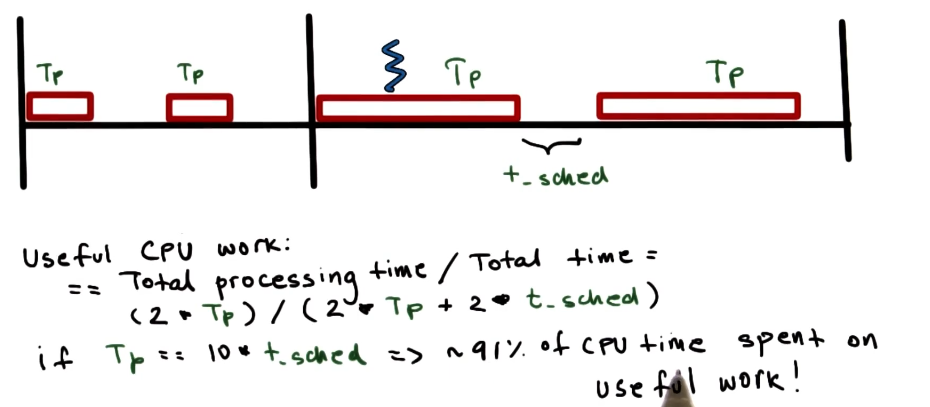 Tp Tp Tp Tp
t_sched
Useful CPU work:
== Total processing time / Total time =
(2 * Tp) / (2 * Tp + 2 * t_sched)
if Tp == 10 * t_sched => ~91% of CPU time spent on
useful work!